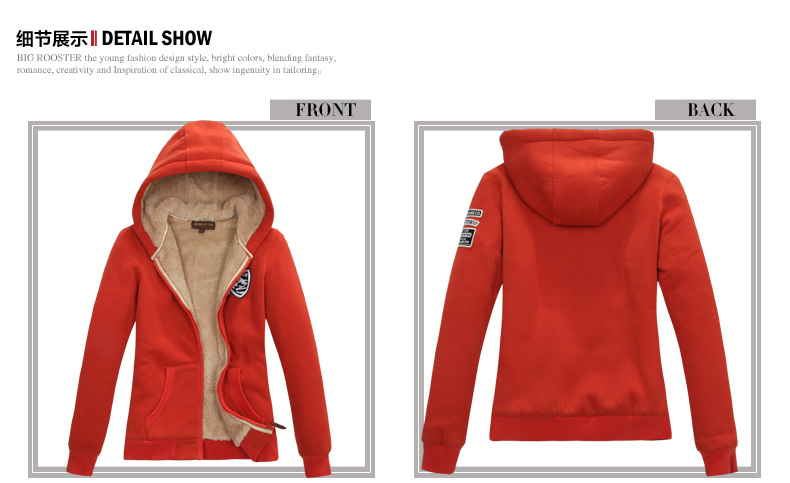 细节展示 DETAIL SHOW
BIG ROOSTER the young fashion design style, bright colors, blending fantasy,
romance, creativity and Inspiration of classical, show ingenuity in tailoring。
FRONT
BACK